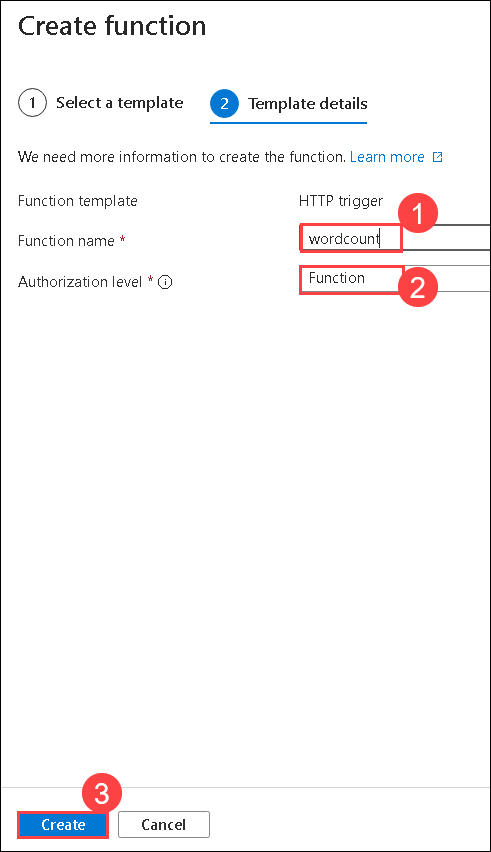 Create function
1 Select a template 2 Template details
We need more information to create the function. Learn more
Function template HTTP trigger
1
Function name * wordcount
Authorization level * Function
2
3
Create Cancel